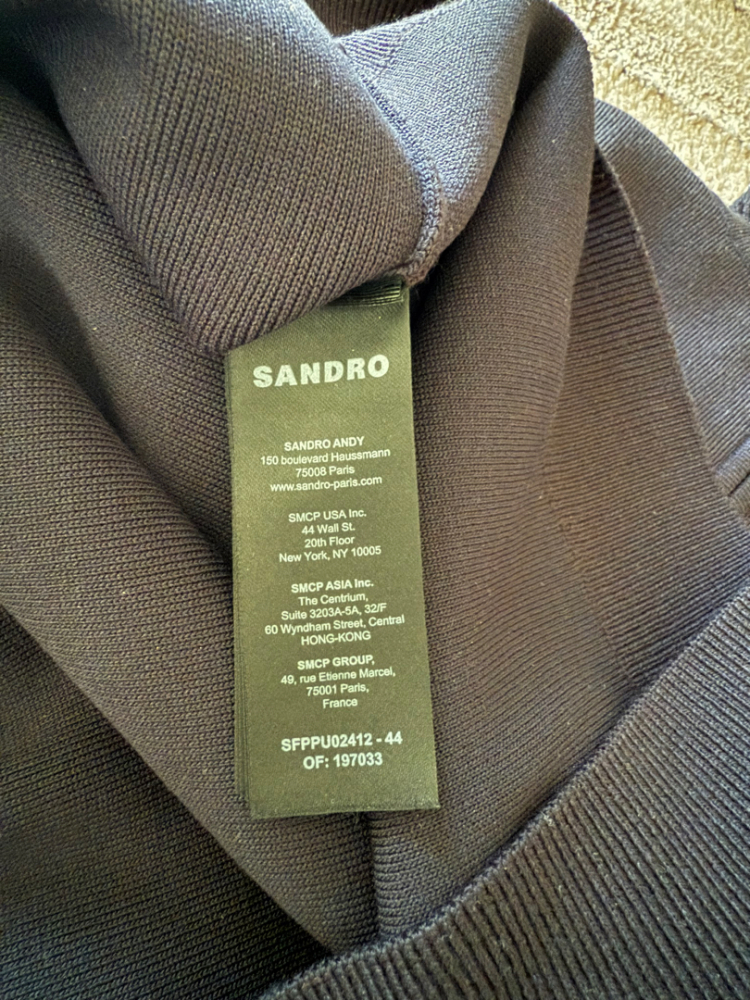 SANDRO
SANDRO ANDY
150 boulevard Haussmann
75008 Paris
www.sandro-paris.com
SMCP USA Inc.
44 Wall St.
20th Floor
New York, NY 10005
SMCP ASIA Inc.
The Centrium,
Suite 3203A-5A, 32/F
60 Wyndham Street, Central
HONG-KONG
SMCP GROUP,
49, rue Etienne Marcel,
75001 Paris,
France
SFPPU02412 - 44
OF: 197033